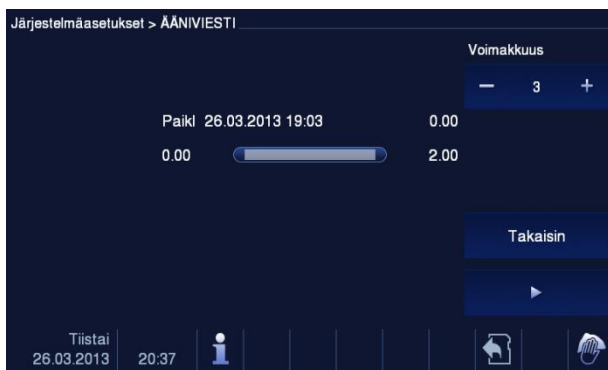 Järjestelmäasetukset > ÄÄNIVIESTI
Voimakkuus
− 3 +
Paikl 26.03.2013 19:03 0.00
0.00 2.00
Takaisin
Tiistai
26.03.2013 20:37